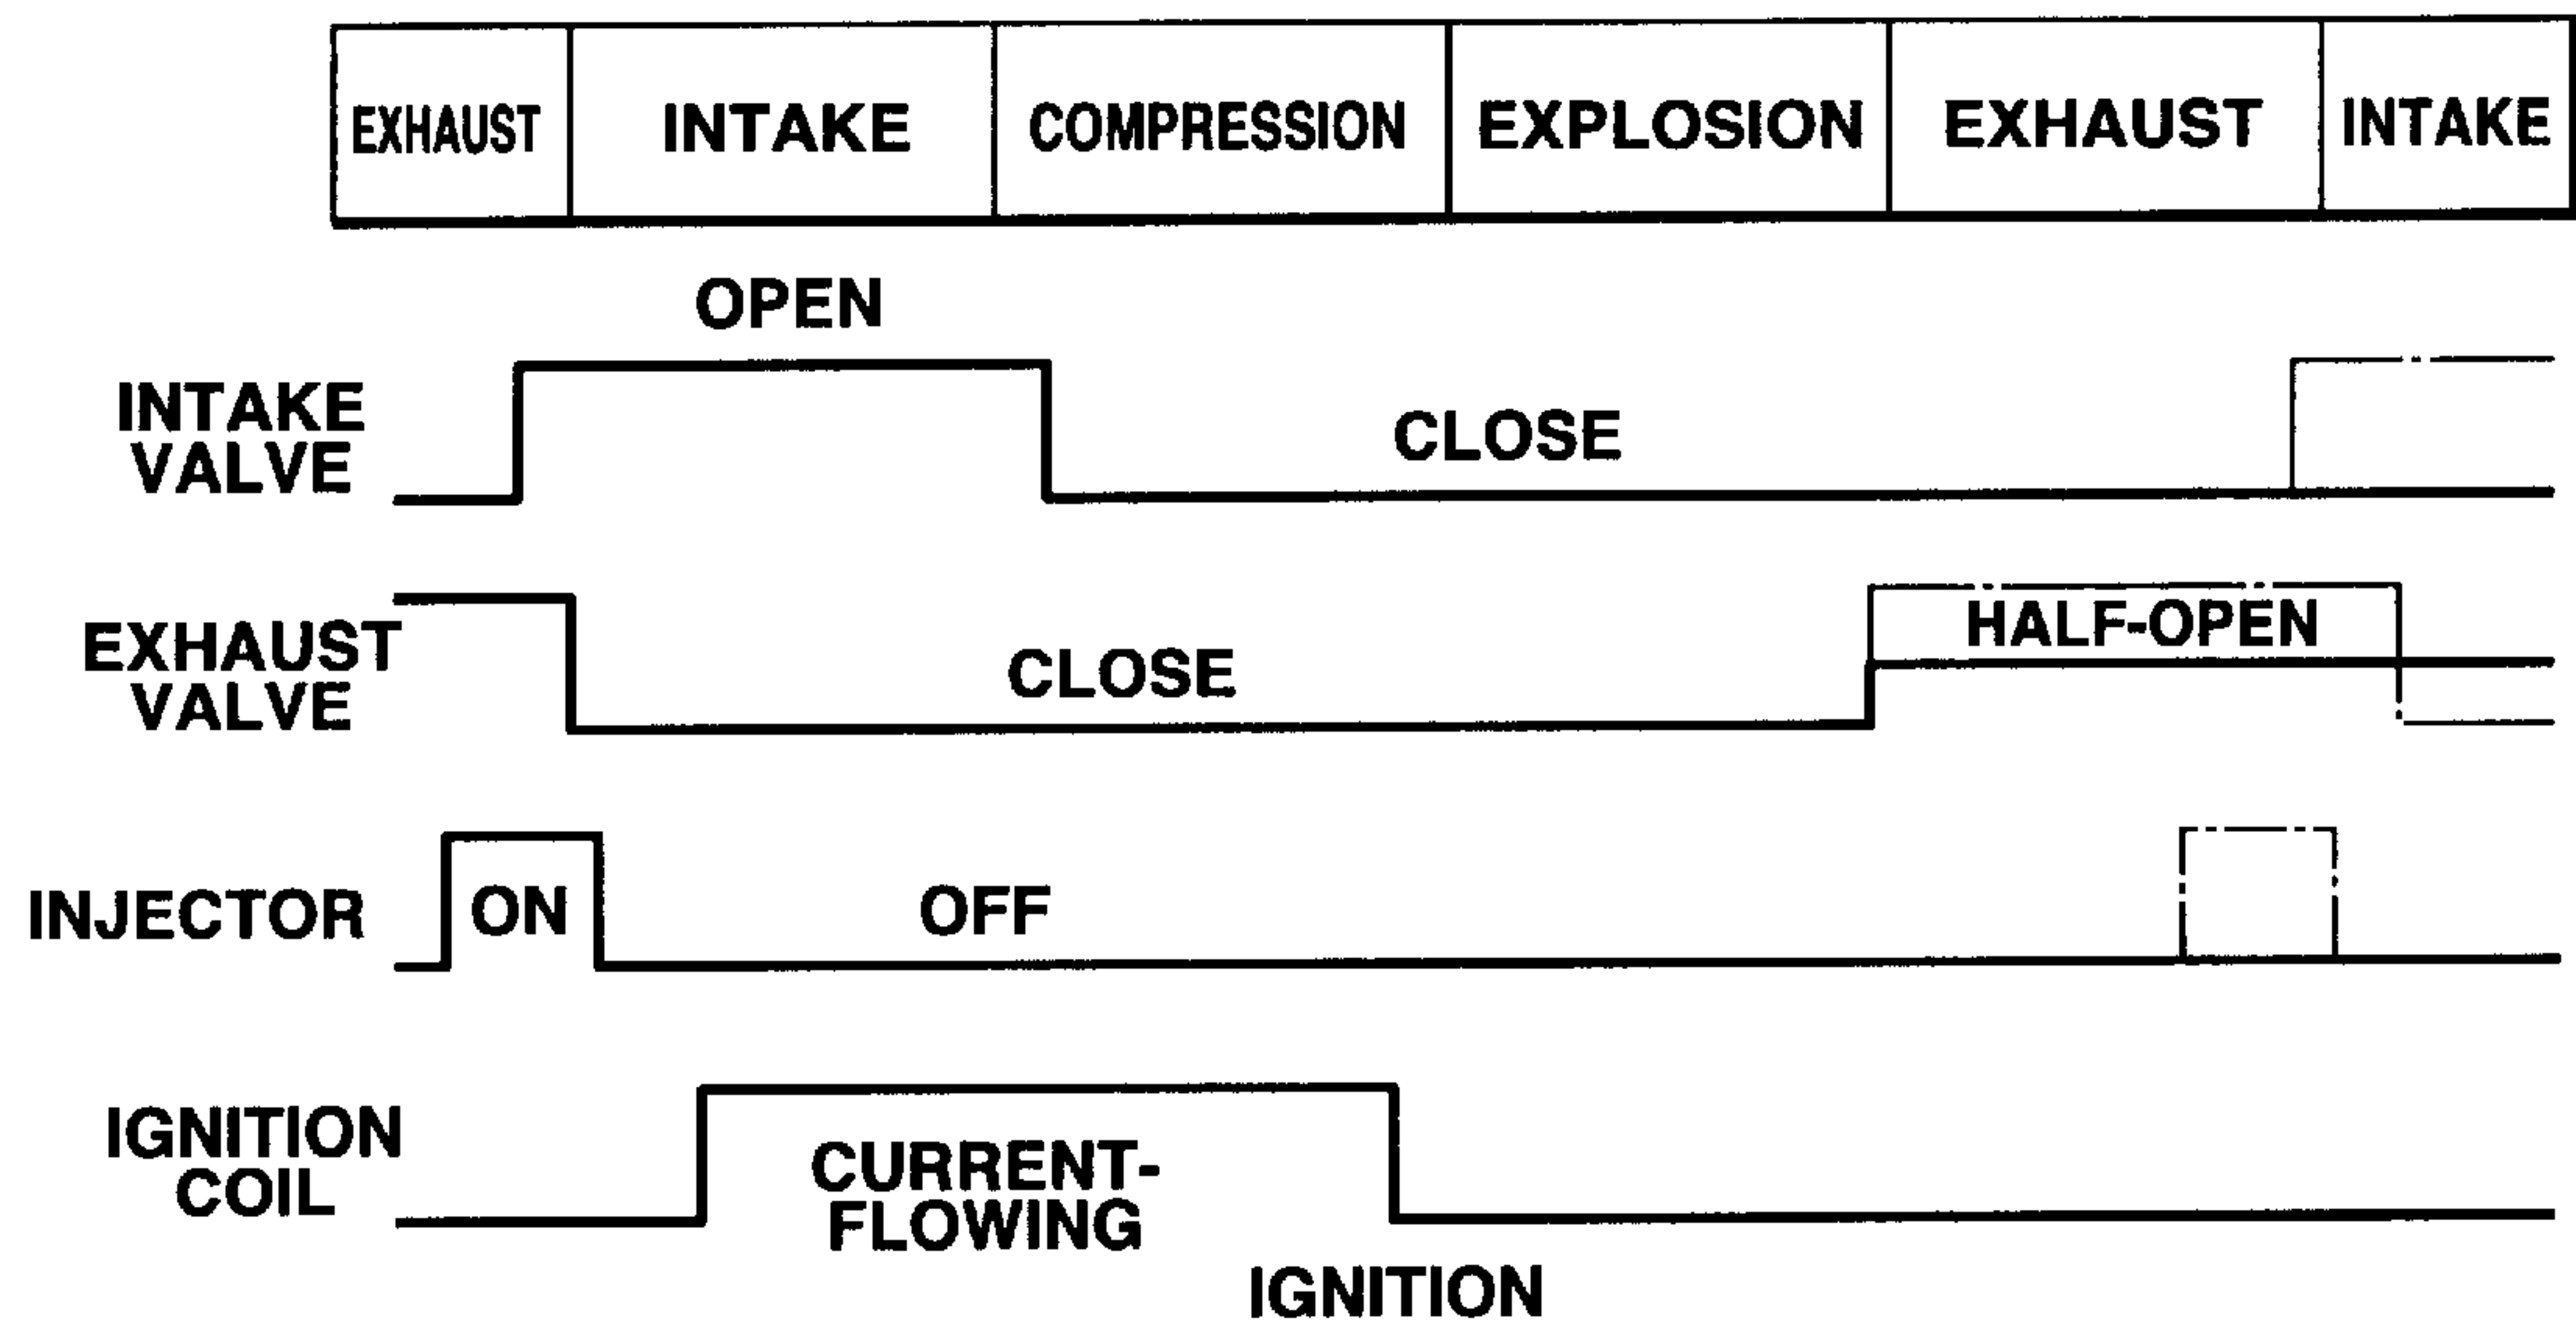 EXHAUST INTAKE COMPRESSION EXPLOSION EXHAUST INTAKE
OPEN
INTAKE
VALVE
CLOSE
EXHAUST
VALVE
CLOSE
HALF-OPEN
INJECTOR
ON
OFF
IGNITION
COIL
CURRENT-
FLOWING
IGNITION